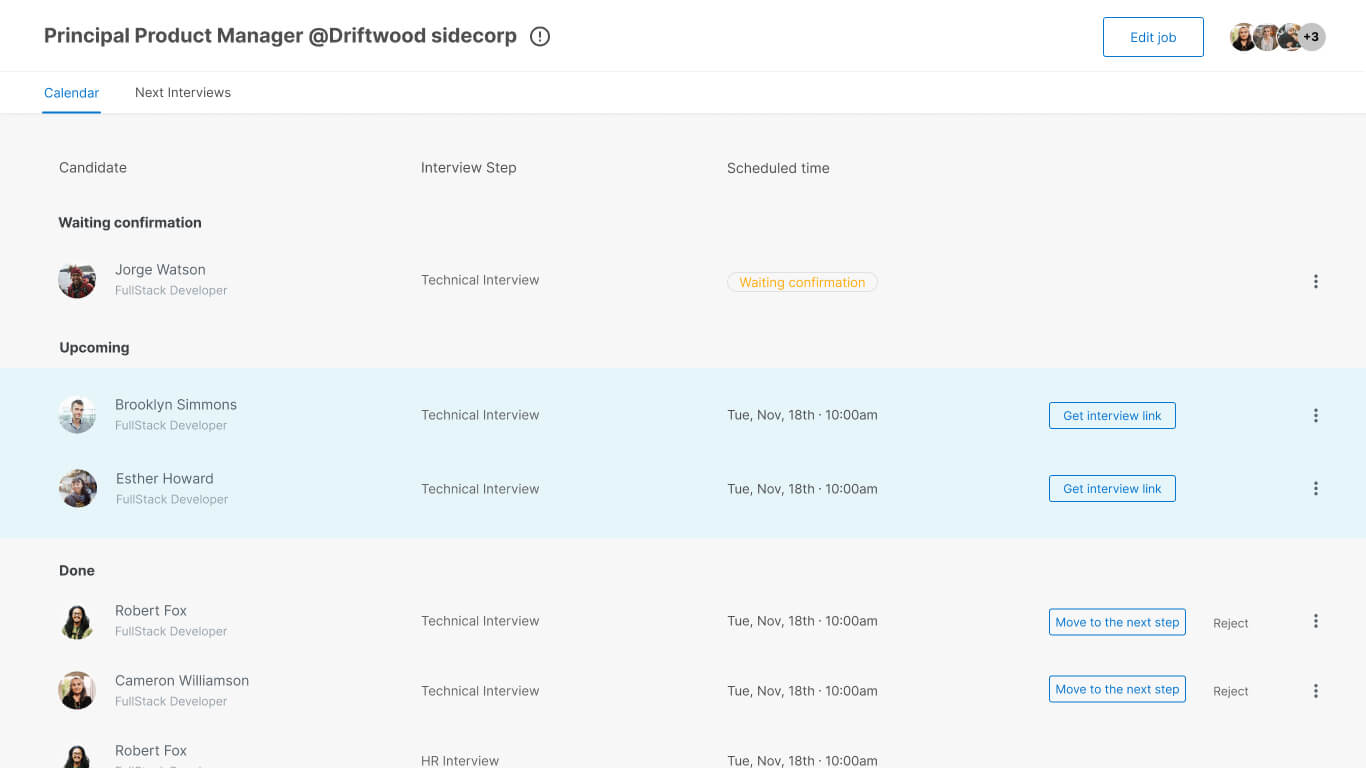 Principal Product Manager @Driftwood sidecorp
Edit job
+3
Calendar
Next Interviews
Candidate
Interview Step
Scheduled time
Waiting confirmation
Jorge Watson
FullStack Developer
Technical Interview
Waiting confirmation
Upcoming
Brooklyn Simmons
FullStack Developer
Technical Interview
Tue, Nov, 18th · 10:00am
Get interview link
Esther Howard
FullStack Developer
Technical Interview
Tue, Nov, 18th · 10:00am
Get interview link
Done
Robert Fox
FullStack Developer
Technical Interview
Tue, Nov, 18th · 10:00am
Move to the next step
Reject
Cameron Williamson
FullStack Developer
Technical Interview
Tue, Nov, 18th · 10:00am
Move to the next step
Reject
Robert Fox
HR Interview
Tue, Nov, 18th · 10:00am